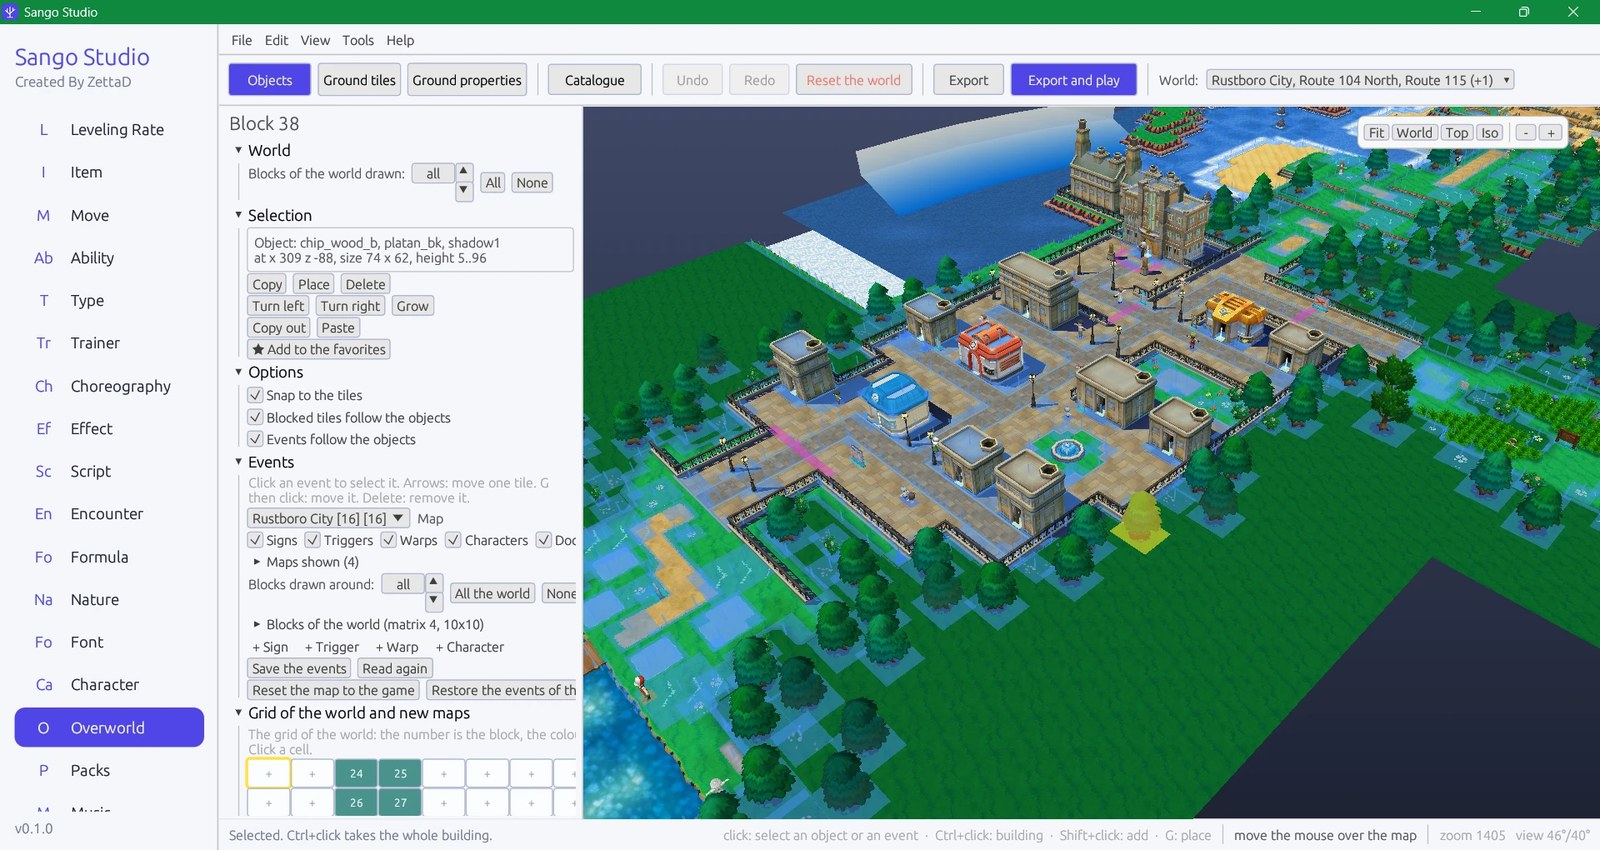 Sango Studio
File Edit View Tools Help
Sango Studio
Created By ZettaD
Objects Ground tiles Ground properties Catalogue Undo Redo Reset the world Export Export and play World: Rustboro City, Route 104 North, Route 115 (+1)
L Leveling Rate
I Item
M Move
Ab Ability
T Type
Tr Trainer
Ch Choreography
Ef Effect
Sc Script
En Encounter
Fo Formula
Na Nature
Fo Font
Ca Character
O Overworld
P Packs
v0.1.0
Block 38
World
Blocks of the world drawn: all All None
Selection
Object: chip_wood_b, platan_bk, shadow1
at x 309 z -88, size 74 x 62, height 5..96
Copy Place Delete
Turn left Turn right Grow
Copy out Paste
★ Add to the favorites
Options
Snap to the tiles
Blocked tiles follow the objects
Events follow the objects
Events
Click an event to select it. Arrows: move one tile. G
then click: move it. Delete: remove it.
Rustboro City [16] [16] Map
Signs Triggers Warps Characters Doo
Maps shown (4)
Blocks drawn around: all All the world None
Blocks of the world (matrix 4, 10x10)
+ Sign + Trigger + Warp + Character
Save the events Read again
Reset the map to the game Restore the events of th
Grid of the world and new maps
The grid of the world: the number is the block, the colou
Click a cell.
+ + 24 25 + + + +
+ + 26 27 + + + +
Fit World Top Iso - +
Selected. Ctrl+click takes the whole building.
click: select an object or an event · Ctrl+click: building · Shift+click: add · G: place
move the mouse over the map
zoom 1405 view 46°/40°